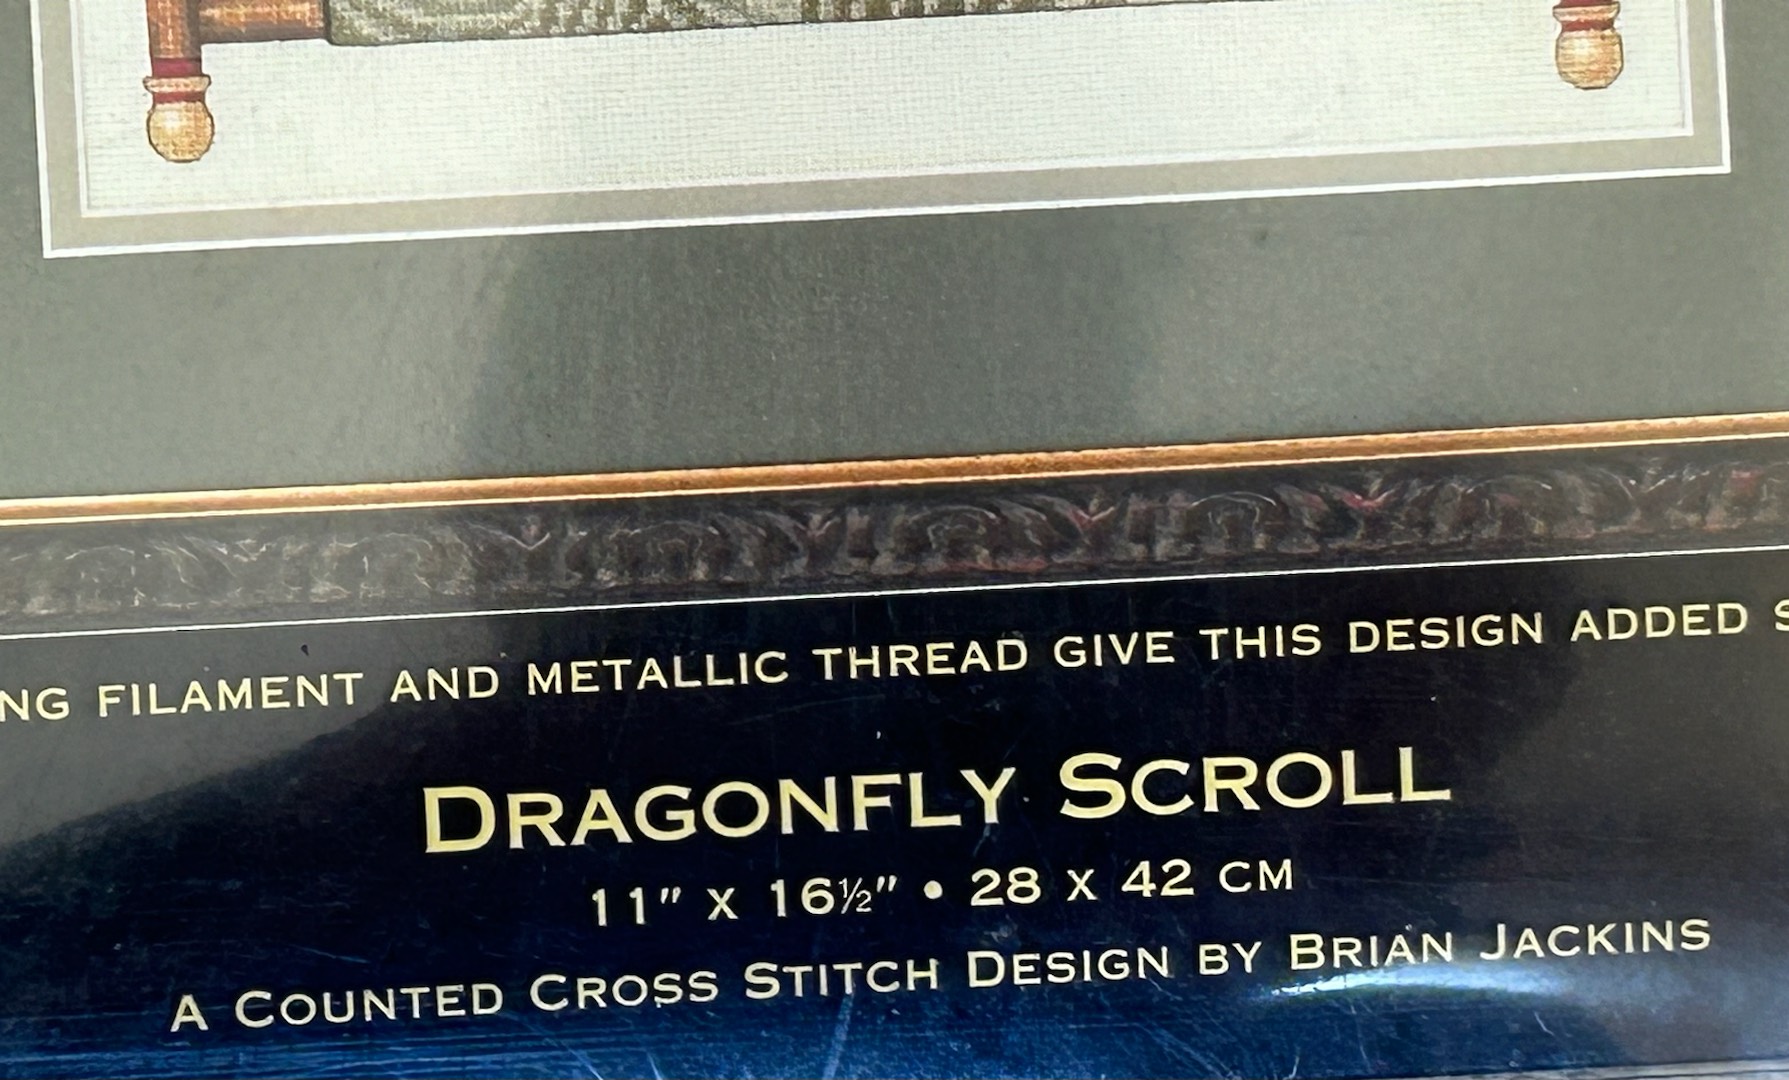 NG FILAMENT AND METALLIC THREAD GIVE THIS DESIGN ADDED S
DRAGONFLY SCROLL
11" X 16½" • 28 X 42 CM
A COUNTED CROSS STITCH DESIGN BY BRIAN JACKINS